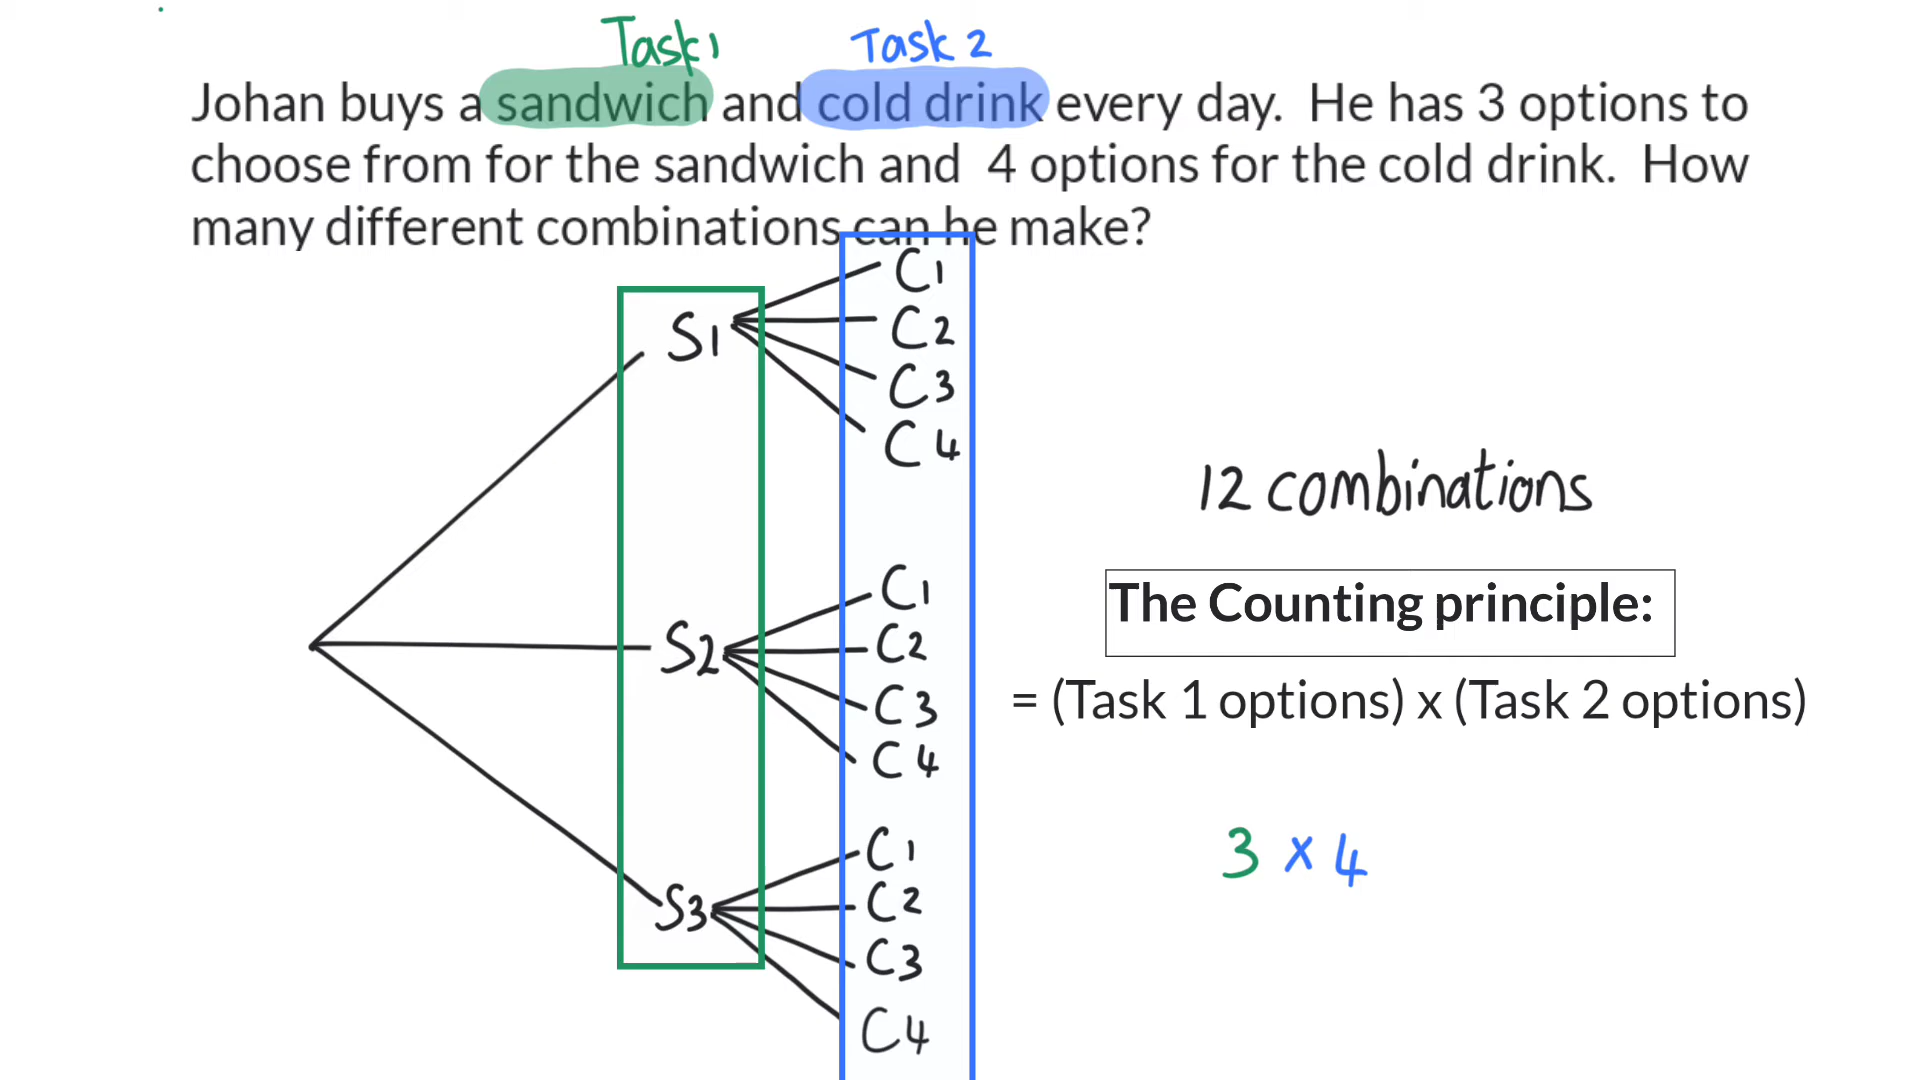 Task 1
Task 2
Johan buys a sandwich and cold drink every day. He has 3 options to
choose from for the sandwich and 4 options for the cold drink. How
many different combinations can he make?
S1
C1
C2
C3
C4
S2
C1
C2
C3
C4
S3
C1
C2
C3
C4
12 combinations
The Counting principle:
= (Task 1 options) x (Task 2 options)
3 x 4